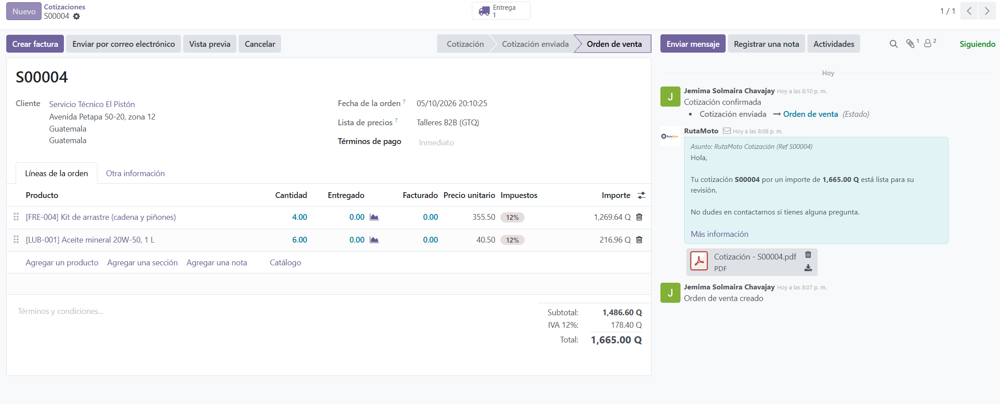 Nuevo
Cotizaciones
S00004
Entrega
1
1 / 1
Crear factura
Enviar por correo electrónico
Vista previa
Cancelar
Cotización
Cotización enviada
Orden de venta
Enviar mensaje
Registrar una nota
Actividades
1
2
Siguiendo
S00004
Cliente
Servicio Técnico El Pistón
Avenida Petapa 50-20, zona 12
Guatemala
Guatemala
Fecha de la orden ? 05/10/2026 20:10:25
Lista de precios ? Talleres B2B (GTQ)
Términos de pago Inmediato
Líneas de la orden
Otra información
Producto Cantidad Entregado Facturado Precio unitario Impuestos Importe
[FRE-004] Kit de arrastre (cadena y piñones) 4.00 0.00 0.00 355.50 12% 1,269.64 Q
[LUB-001] Aceite mineral 20W-50, 1 L 6.00 0.00 0.00 40.50 12% 216.96 Q
Agregar un producto Agregar una sección Agregar una nota Catálogo
Términos y condiciones...
Subtotal: 1,486.60 Q
IVA 12%: 178.40 Q
Total: 1,665.00 Q
Hoy
J
Jemima Solmaira Chavajay Hoy a las 8:10 p. m.
Cotización confirmada
• Cotización enviada → Orden de venta (Estado)
RutaMoto
RutaMoto Hoy a las 8:08 p. m.
Asunto: RutaMoto Cotización (Ref S00004)
Hola,
Tu cotización S00004 por un importe de 1,665.00 Q está lista para su
revisión.
No dudes en contactarnos si tienes alguna pregunta.
Más información
Cotización - S00004.pdf
PDF
J
Jemima Solmaira Chavajay Hoy a las 8:07 p. m.
Orden de venta creado